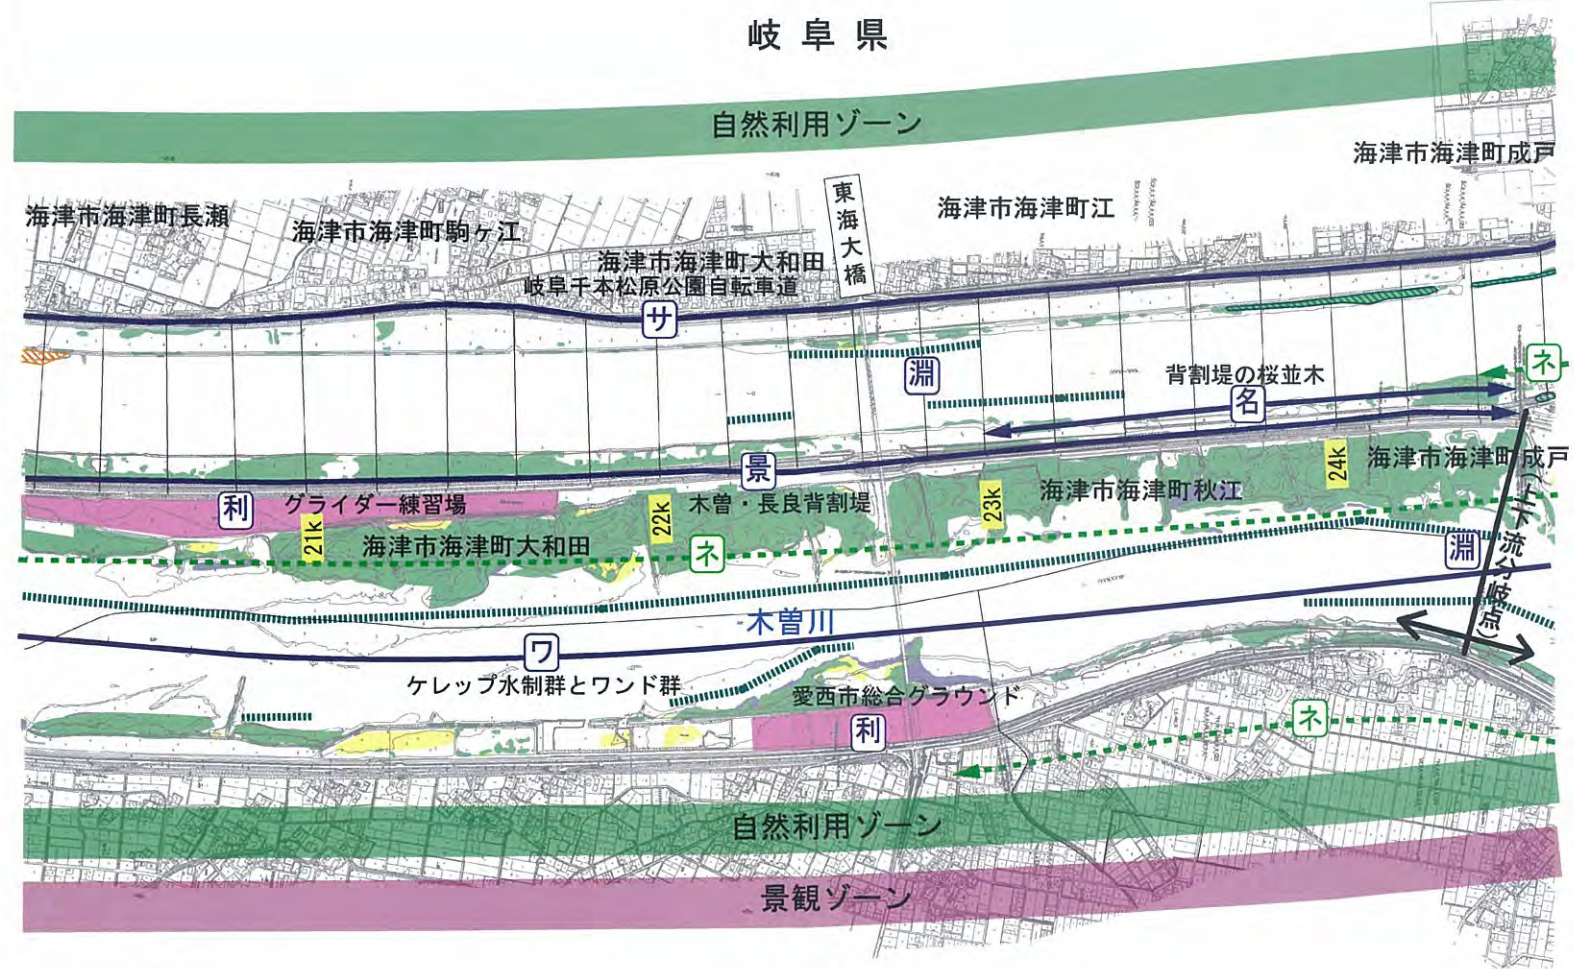 岐阜県
自然利用ゾーン
海津市海津町成戸
海津市海津町長瀬
海津市海津町駒ヶ江
海津市海津町大和田
岐阜千本松原公園自転車道
東海大橋
海津市海津町江
サ
淵
ネ
背割堤の桜並木
名
景
利
グライダー練習場
木曽・長良背割堤
海津市海津町秋江
海津市海津町成戸
21k
22k
23k
24k
海津市海津町大和田
ネ
淵
上下流分岐点)
木曽川
ワ
ケレップ水制群とワンド群
愛西市総合グラウンド
利
ネ
自然利用ゾーン
景観ゾーン